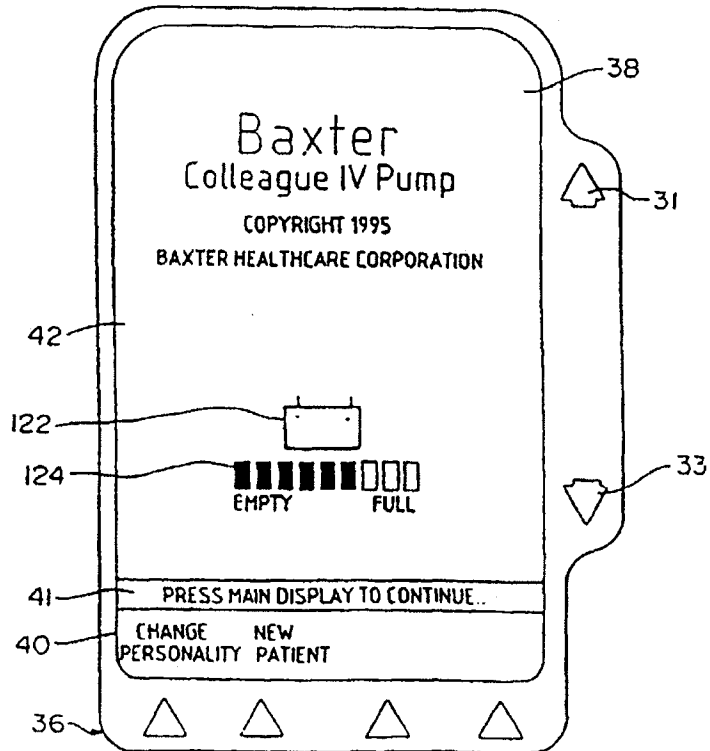 38
Baxter
Colleague IV Pump
31
COPYRIGHT 1995
BAXTER HEALTHCARE CORPORATION
42
122
124
EMPTY FULL
33
41
PRESS MAIN DISPLAY TO CONTINUE..
40
CHANGE NEW
PERSONALITY PATIENT
36